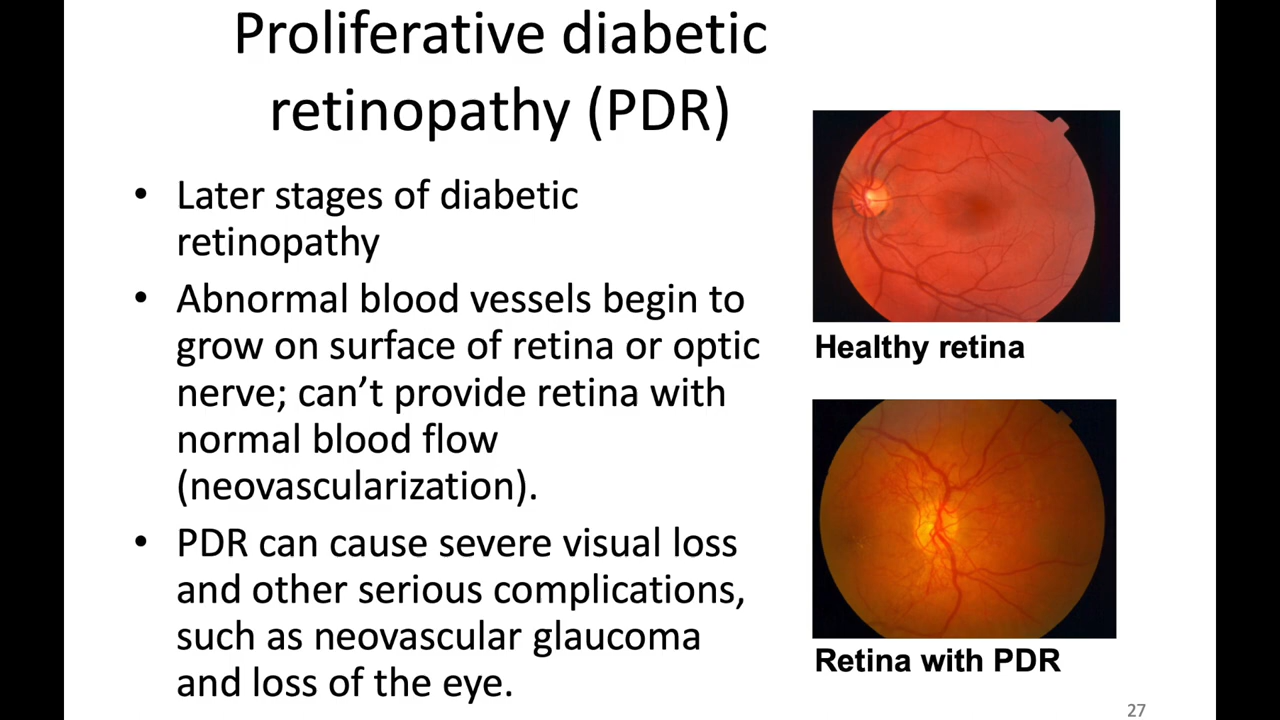 Proliferative diabetic
retinopathy (PDR)
• Later stages of diabetic
retinopathy
• Abnormal blood vessels begin to
grow on surface of retina or optic
nerve; can’t provide retina with
normal blood flow
(neovascularization).
• PDR can cause severe visual loss
and other serious complications,
such as neovascular glaucoma
and loss of the eye.
Healthy retina
Retina with PDR
27